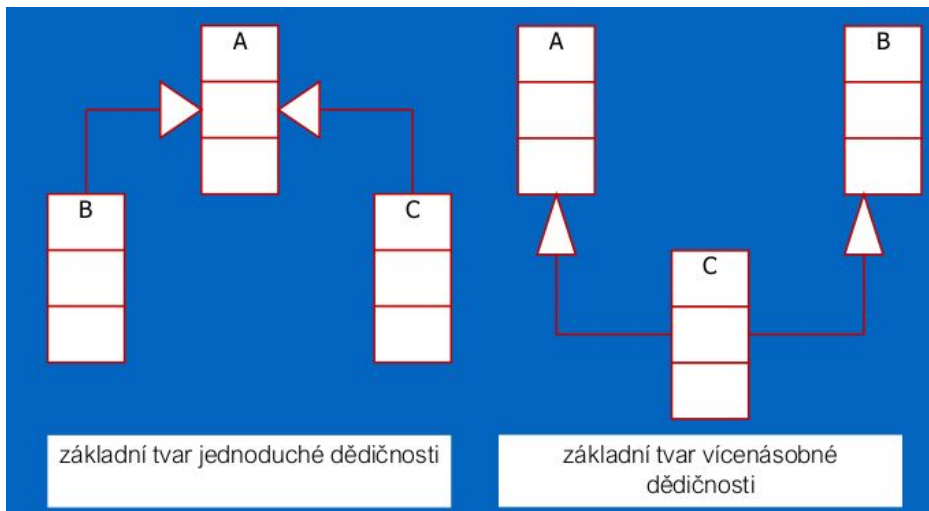 A
B
C
základní tvar jednoduché dědičnosti
A
B
C
základní tvar vícenásobné
dědičnosti